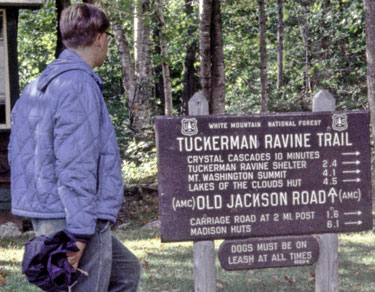 WHITE MOUNTAIN NATIONAL FOREST
TUCKERMAN RAVINE TRAIL
CRYSTAL CASCADES 10 MINUTES
TUCKERMAN RAVINE SHELTER 2.4
MT. WASHINGTON SUMMIT 4.1
LAKES OF THE CLOUDS HUT 4.5
(AMC) OLD JACKSON ROAD (AMC)
CARRIAGE ROAD AT 2 MI. POST 1.6
MADISON HUTS 6.1
DOGS MUST BE ON
LEASH AT ALL TIMES